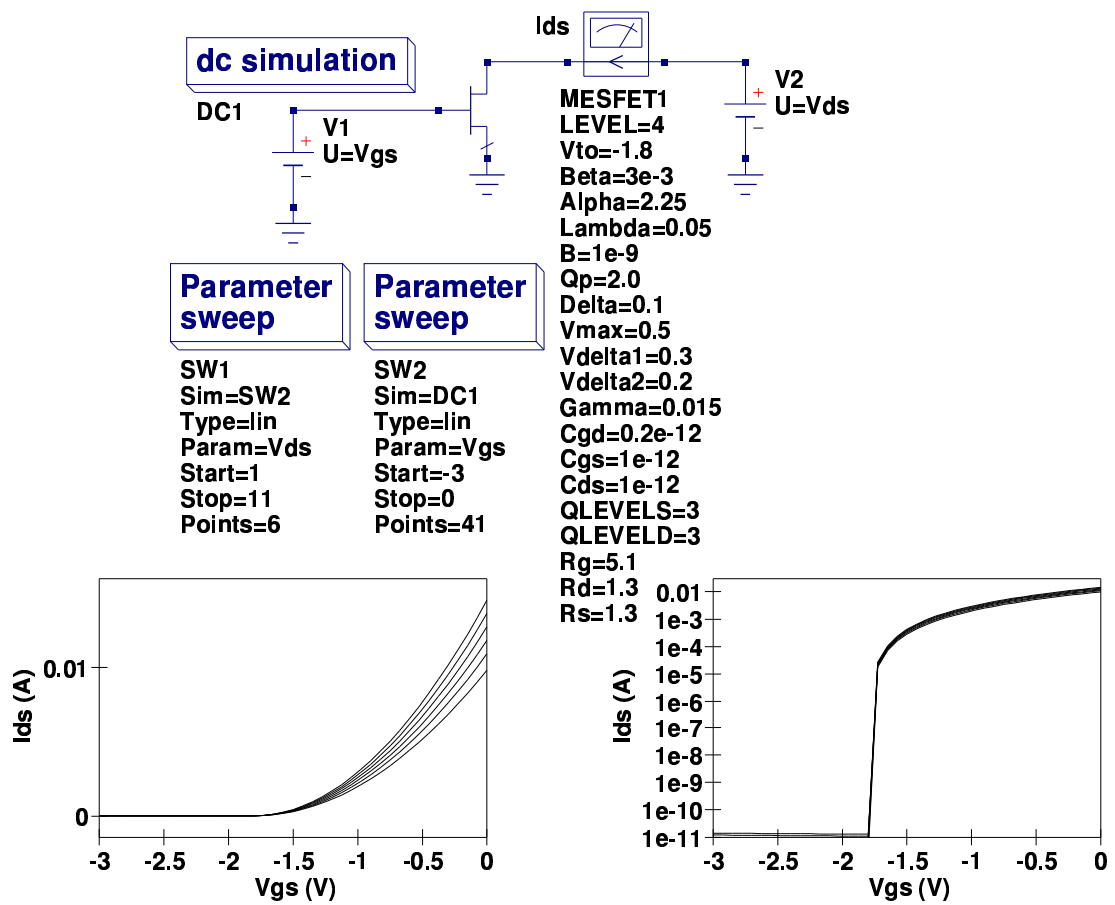 Ids
dc simulation
DC1
V1
U=Vgs
+
–
V2
U=Vds
+
–
MESFET1
LEVEL=4
Vto=-1.8
Beta=3e-3
Alpha=2.25
Lambda=0.05
B=1e-9
Qp=2.0
Delta=0.1
Vmax=0.5
Vdelta1=0.3
Vdelta2=0.2
Gamma=0.015
Cgd=0.2e-12
Cgs=1e-12
Cds=1e-12
QLEVELS=3
QLEVELD=3
Rg=5.1
Rd=1.3
Rs=1.3
Parameter
sweep
SW1
Sim=SW2
Type=lin
Param=Vds
Start=1
Stop=11
Points=6
Parameter
sweep
SW2
Sim=DC1
Type=lin
Param=Vgs
Start=-3
Stop=0
Points=41
Ids (A)
0.01
0
-3 -2.5 -2 -1.5 -1 -0.5 0
Vgs (V)
Ids (A)
0.01
1e-3
1e-4
1e-5
1e-6
1e-7
1e-8
1e-9
1e-10
1e-11
-3 -2.5 -2 -1.5 -1 -0.5 0
Vgs (V)